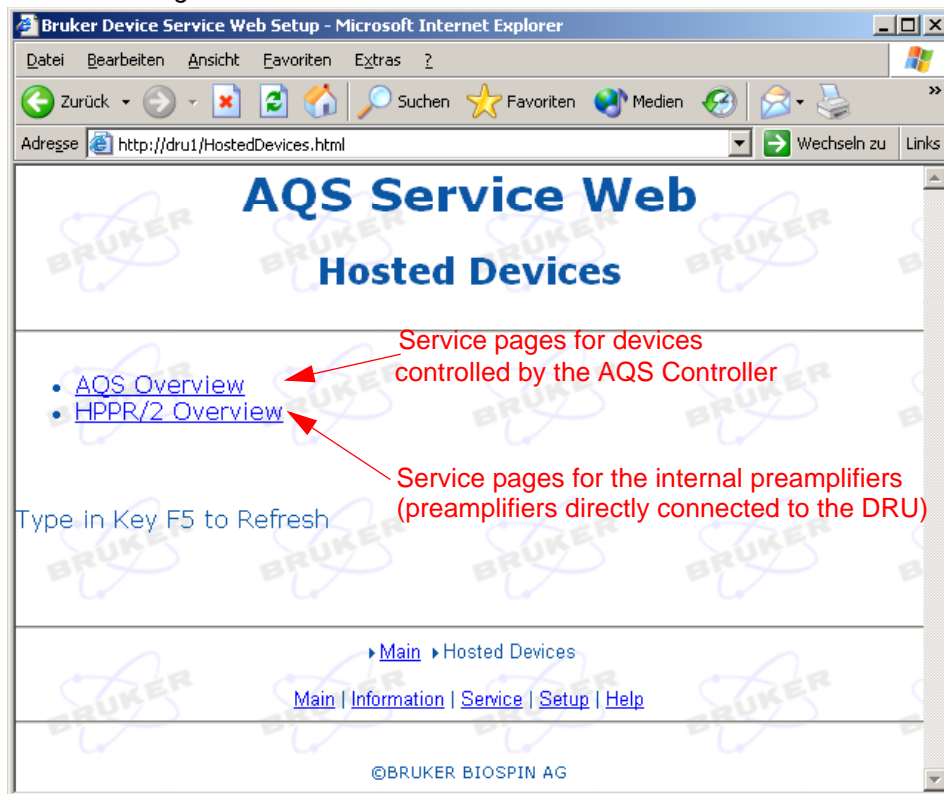 Bruker Device Service Web Setup - Microsoft Internet Explorer
Datei Bearbeiten Ansicht Favoriten Extras ?
Zurück Suchen Favoriten Medien »
Adresse http://dru1/HostedDevices.html Wechseln zu Links
AQS Service Web
Hosted Devices
Service pages for devices
controlled by the AQS Controller
• AQS Overview
• HPPR/2 Overview
Service pages for the internal preamplifiers
(preamplifiers directly connected to the DRU)
Type in Key F5 to Refresh
Main Hosted Devices
Main | Information | Service | Setup | Help
©BRUKER BIOSPIN AG